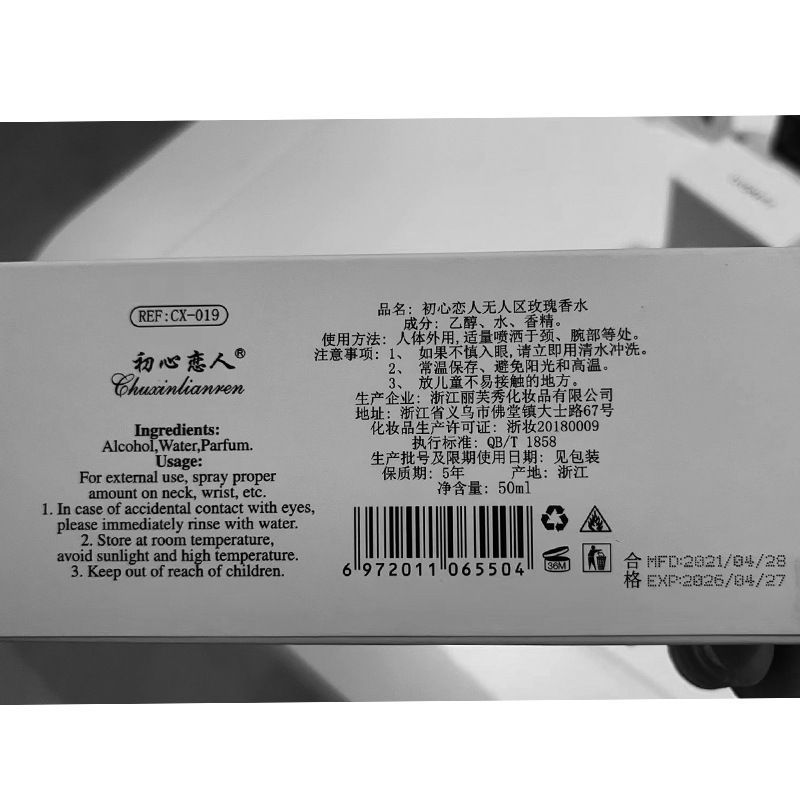 REF:CX-019
初心恋人®
Chuxinlianren
Ingredients:
Alcohol,Water,Parfum.
Usage:
For external use, spray proper
amount on neck, wrist, etc.
1. In case of accidental contact with eyes,
please immediately rinse with water.
2. Store at room temperature,
avoid sunlight and high temperature.
3. Keep out of reach of children.
品名: 初心恋人无人区玫瑰香水
成分: 乙醇、水、香精。
使用方法: 人体外用,适量喷洒于颈、腕部等处。
注意事项: 1、 如果不慎入眼,请立即用清水冲洗。
2、 常温保存、避免阳光和高温。
3、 放儿童不易接触的地方。
生产企业: 浙江丽芙秀化妆品有限公司
地址: 浙江省义乌市佛堂镇大士路67号
化妆品生产许可证: 浙妆20180009
执行标准: QB/T 1858
生产批号及限期使用日期: 见包装
保质期: 5年 产地: 浙江
净含量: 50ml
6 972011 065504
36M
合格
MFD:2021/04/28
EXP:2026/04/27